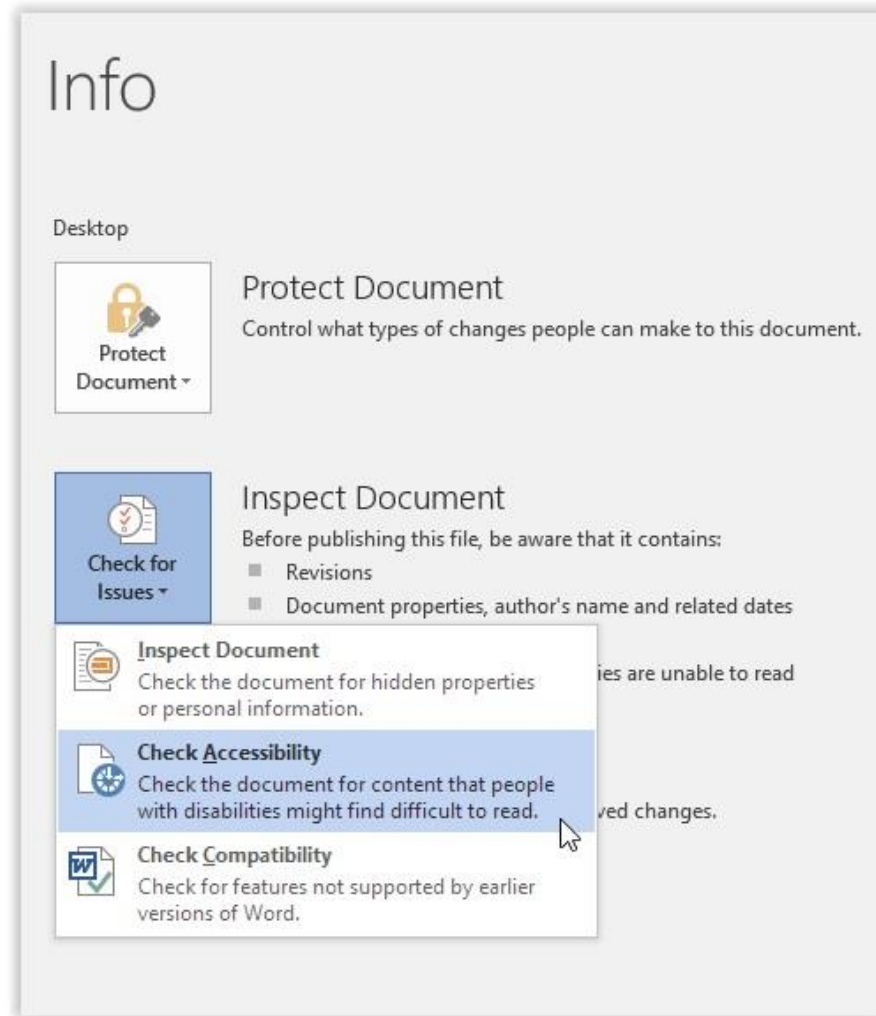 Info
Desktop
Protect
Document
Protect Document
Control what types of changes people can make to this document.
Check for
Issues
Inspect Document
Before publishing this file, be aware that it contains:
Revisions
Document properties, author's name and related dates
ies are unable to read
ved changes.
Inspect Document
Check the document for hidden properties
or personal information.
Check Accessibility
Check the document for content that people
with disabilities might find difficult to read.
Check Compatibility
Check for features not supported by earlier
versions of Word.